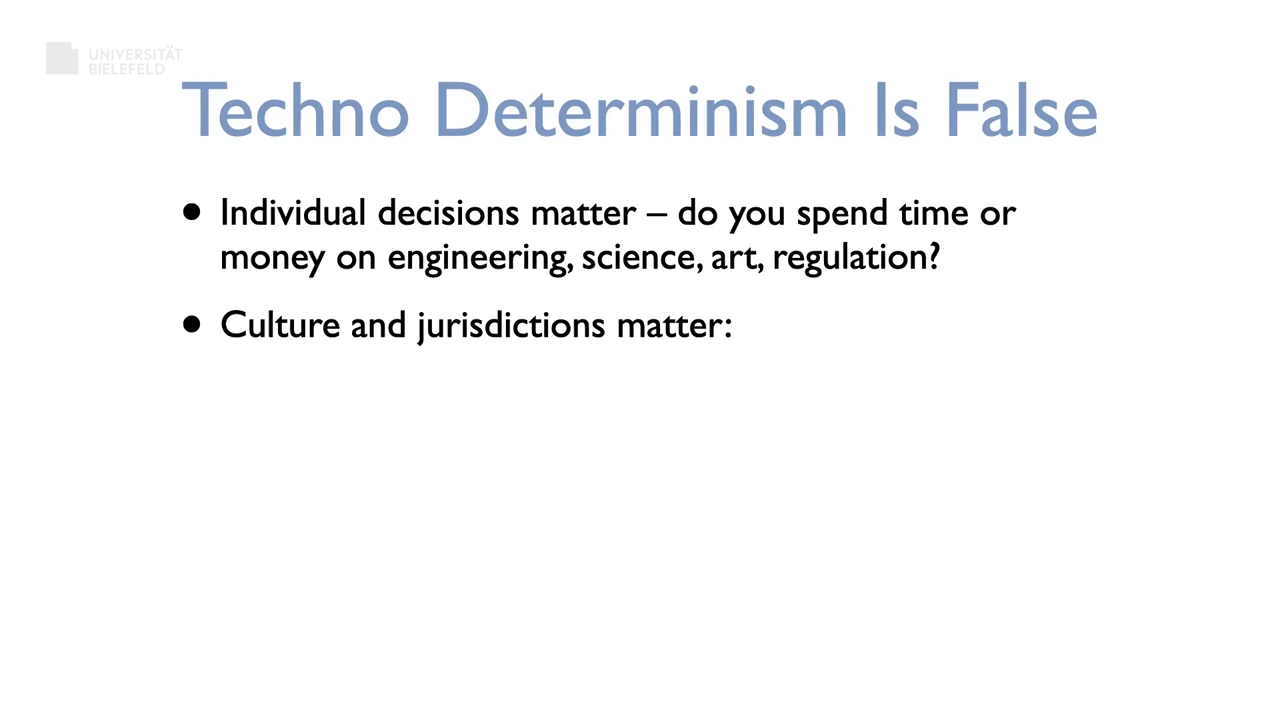 UNIVERSITÄT
BIELEFELD
Techno Determinism Is False
• Individual decisions matter – do you spend time or
money on engineering, science, art, regulation?
• Culture and jurisdictions matter: